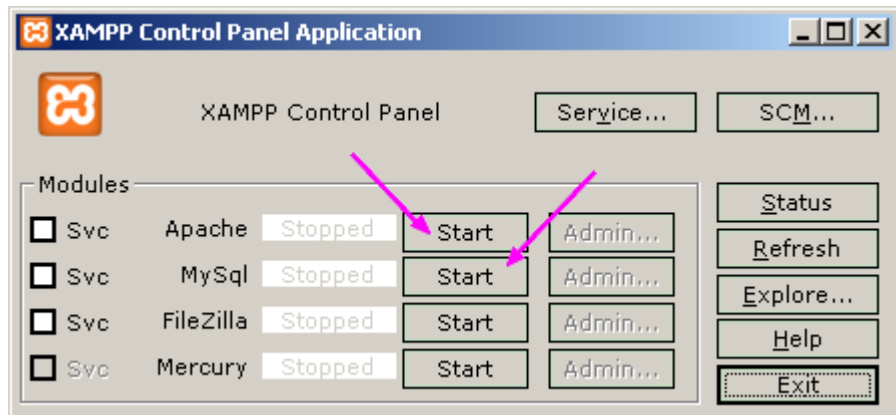 XAMPP Control Panel Application
XAMPP Control Panel Service... SCM...
Modules
Svc Apache Stopped Start Admin...
Svc MySql Stopped Start Admin...
Svc FileZilla Stopped Start Admin...
Svc Mercury Stopped Start Admin...
Status
Refresh
Explore...
Help
Exit